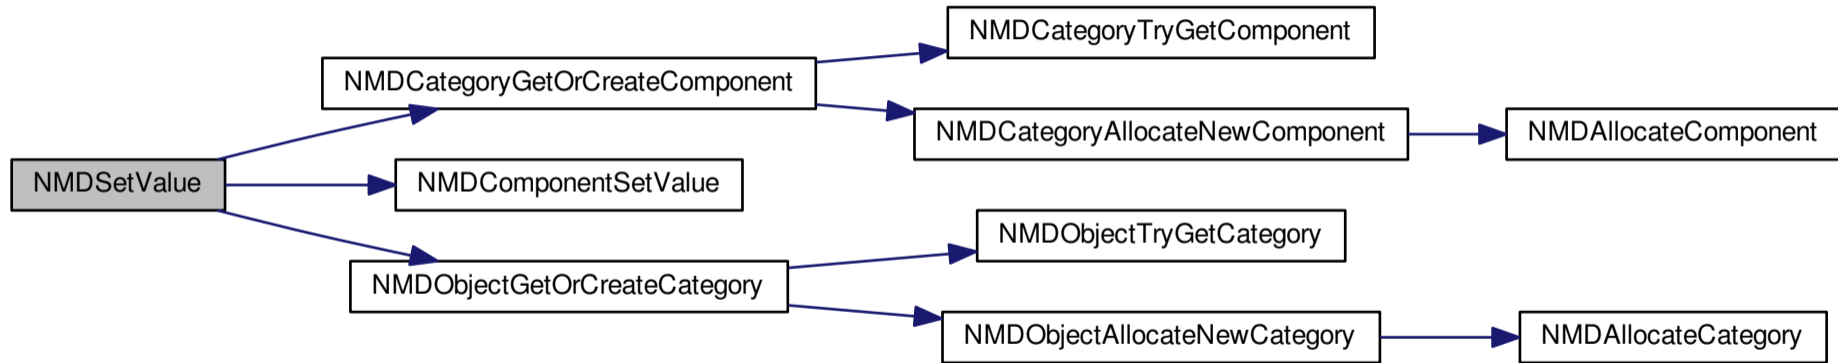 NMDCategoryTryGetComponent
NMDCategoryGetOrCreateComponent
NMDCategoryAllocateNewComponent
NMDAllocateComponent
NMDSetValue
NMDComponentSetValue
NMDObjectTryGetCategory
NMDObjectGetOrCreateCategory
NMDObjectAllocateNewCategory
NMDAllocateCategory